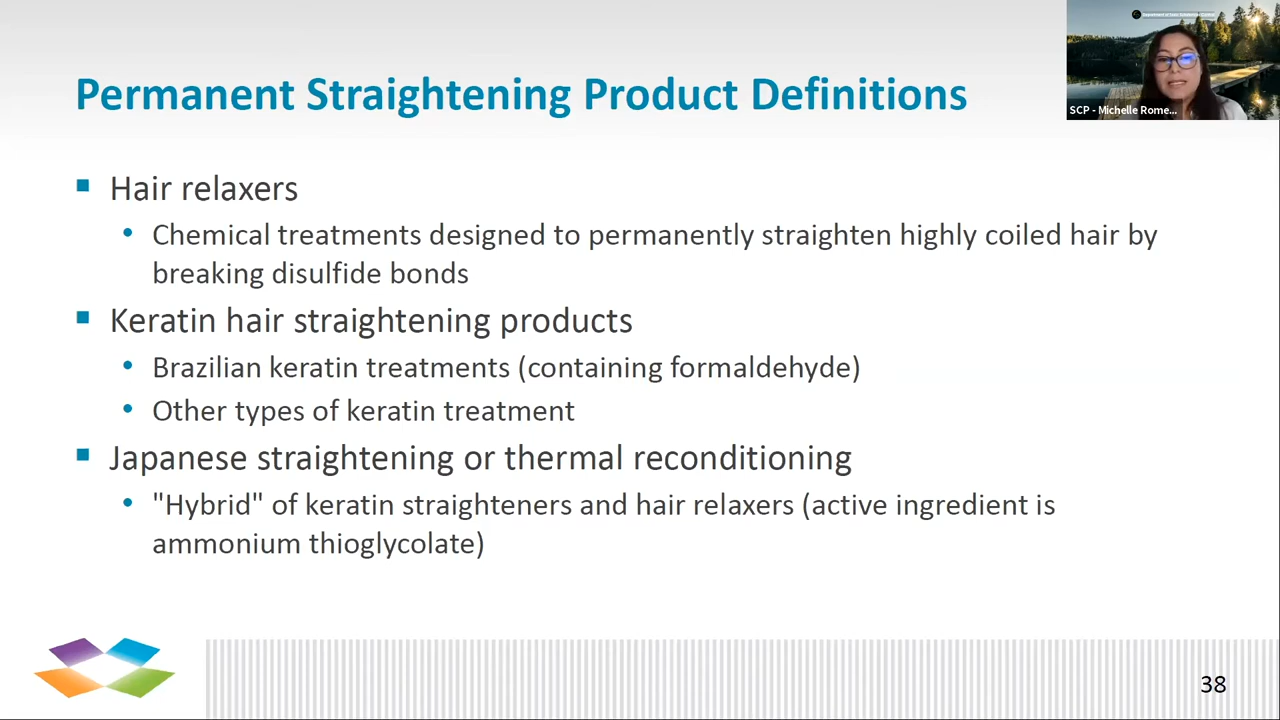 Permanent Straightening Product Definitions
SCP - Michelle Rome...
Hair relaxers
Chemical treatments designed to permanently straighten highly coiled hair by
breaking disulfide bonds
Keratin hair straightening products
Brazilian keratin treatments (containing formaldehyde)
Other types of keratin treatment
Japanese straightening or thermal reconditioning
"Hybrid" of keratin straighteners and hair relaxers (active ingredient is
ammonium thioglycolate)
38